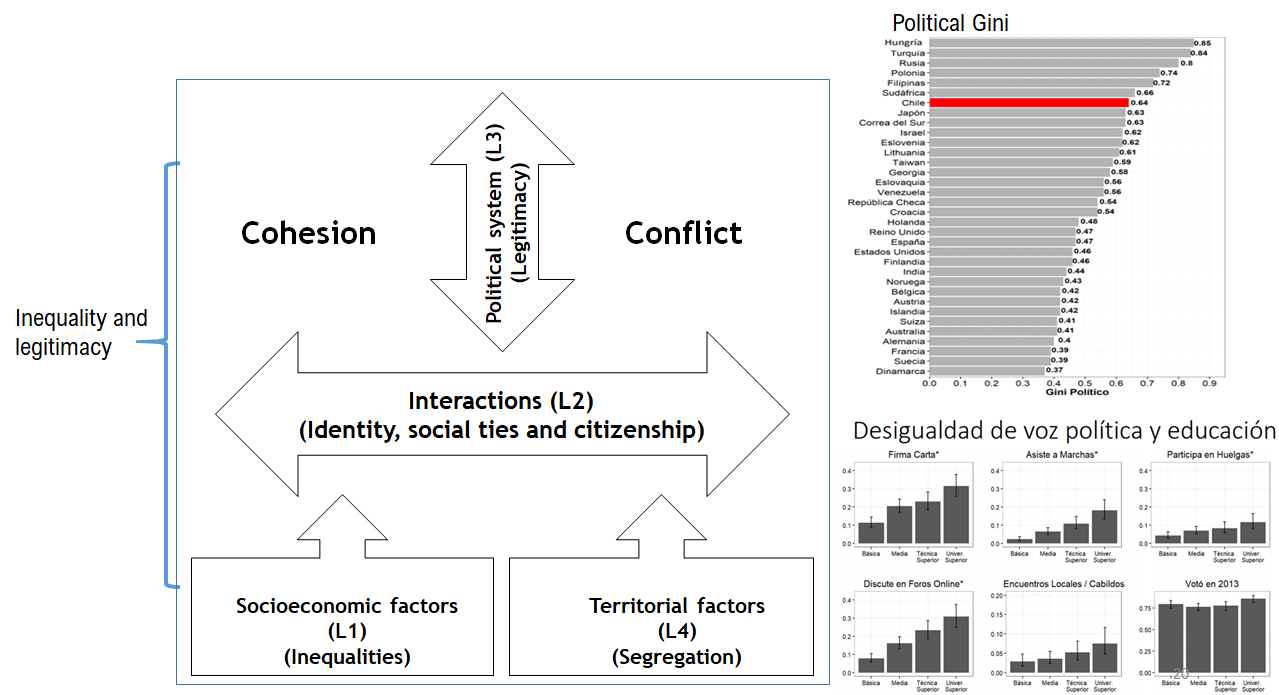 Inequality and
legitimacy
Cohesion
Conflict
Political system (L3)
(Legitimacy)
Interactions (L2)
(Identity, social ties and citizenship)
Socioeconomic factors
(L1)
(Inequalities)
Territorial factors
(L4)
(Segregation)
Political Gini
Hungría 0.85
Turquia 0.84
Rusia 0.8
Polonia 0.74
Filipinas 0.72
Sudáfrica 0.66
Chile 0.64
Japón 0.63
Correa del Sur 0.63
Israel 0.62
Eslovenia 0.62
Lithuania 0.61
Taiwan 0.59
Georgia 0.58
Eslovaquia 0.56
Venezuela 0.56
República Checa 0.54
Croacia 0.54
Holanda 0.48
Reino Unido 0.47
España 0.47
Estados Unidos 0.46
Finlandia 0.46
India 0.44
Noruega 0.43
Bélgica 0.42
Austria 0.42
Islandia 0.42
Suiza 0.41
Australia 0.41
Alemania 0.4
Francia 0.39
Suecia 0.39
Dinamarca 0.37
0.0 0.1 0.2 0.3 0.4 0.5 0.6 0.7 0.8 0.9
Gini Político
Desigualdad de voz política y educación
Firma Carta*
0.4
0.3
0.2
0.1
0.0
Básica Media Técnica Superior Univer. Superior
Asiste a Marchas*
0.4
0.3
0.2
0.1
0.0
Básica Media Técnica Superior Univer. Superior
Participa en Huelgas*
0.4
0.3
0.2
0.1
0.0
Básica Media Técnica Superior Univer. Superior
Discute en Foros Online*
0.4
0.3
0.2
0.1
0.0
Básica Media Técnica Superior Univer. Superior
Encuentros Locales / Cabildos
0.20
0.15
0.10
0.05
0.00
Básica Media Técnica Superior Univer. Superior
Votó en 2013
0.75
0.50
0.25
0.00
Básica Media Técnica Superior Univer. Superior
20